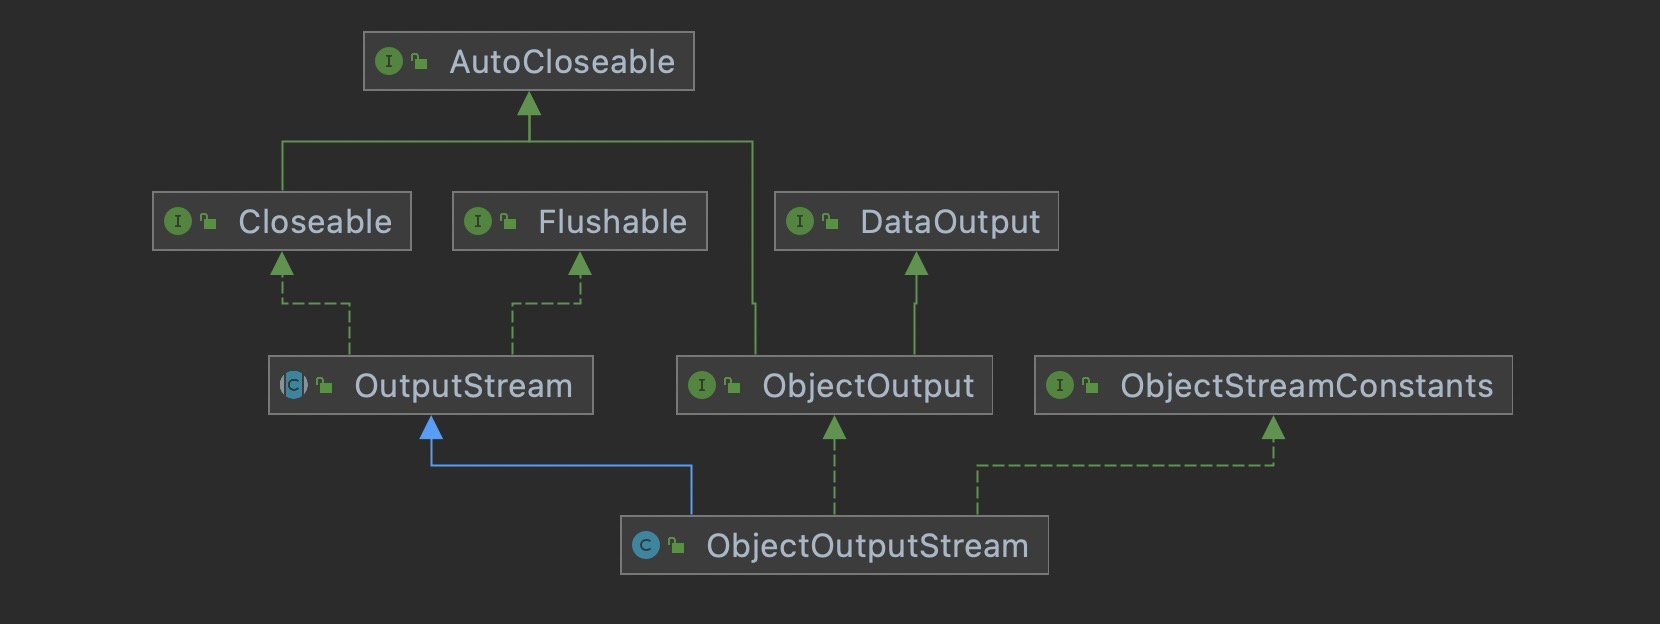 AutoCloseable
Closeable
Flushable
DataOutput
OutputStream
ObjectOutput
ObjectStreamConstants
ObjectOutputStream